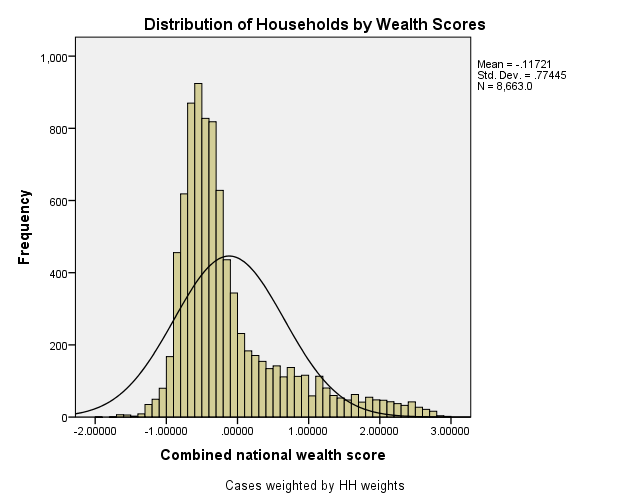 Distribution of Households by Wealth Scores
Mean = -.11721
Std. Dev. = .77445
N = 8,663.0
1,000
800
600
400
200
0
Frequency
-2.00000 -1.00000 .00000 1.00000 2.00000 3.00000
Combined national wealth score
Cases weighted by HH weights